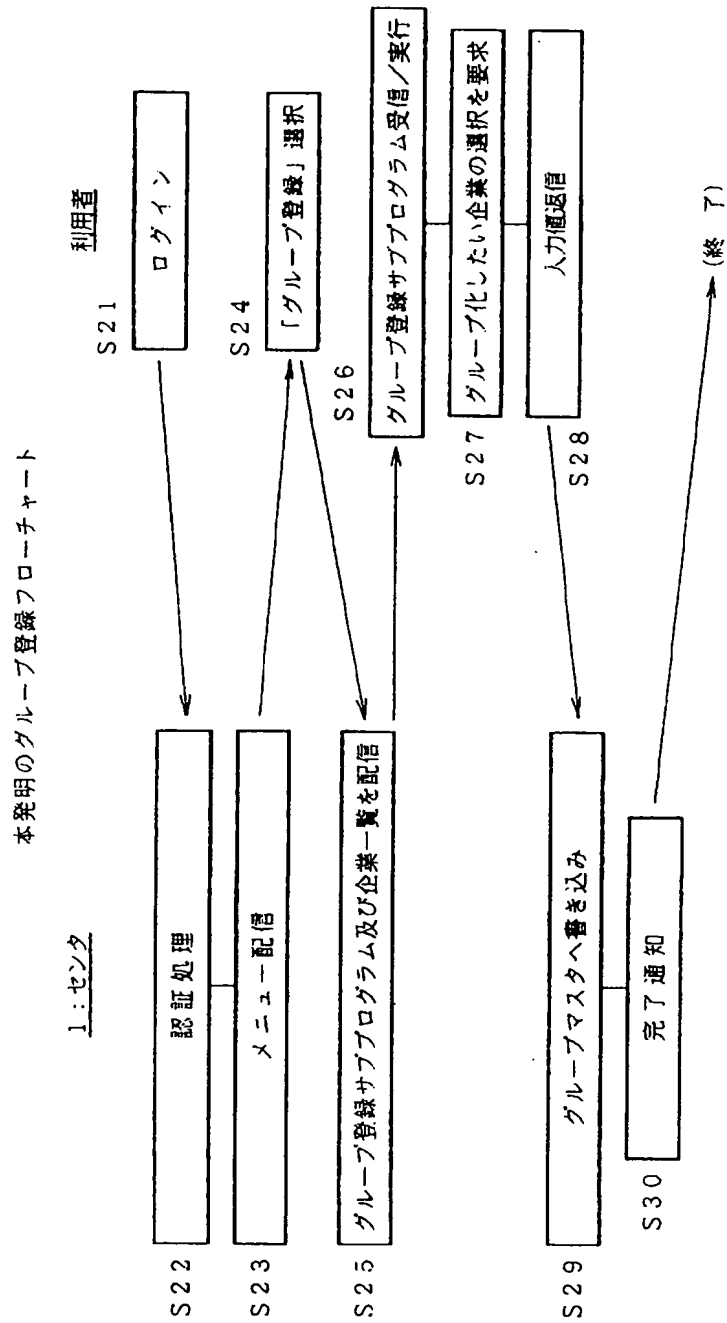 本発明のグループ登録フローチャート
1:センタ
利用者
S21
ログイン
S22
認証処理
S23
メニュー配信
S24
「グループ登録」選択
S25
グループ登録サブプログラム及び企業一覧を配信
S26
グループ登録サブプログラム受信/実行
S27
グループ化したい企業の選択を要求
S28
入力値返信
S29
グループマスタへ書き込み
S30
完了通知
(終 了)